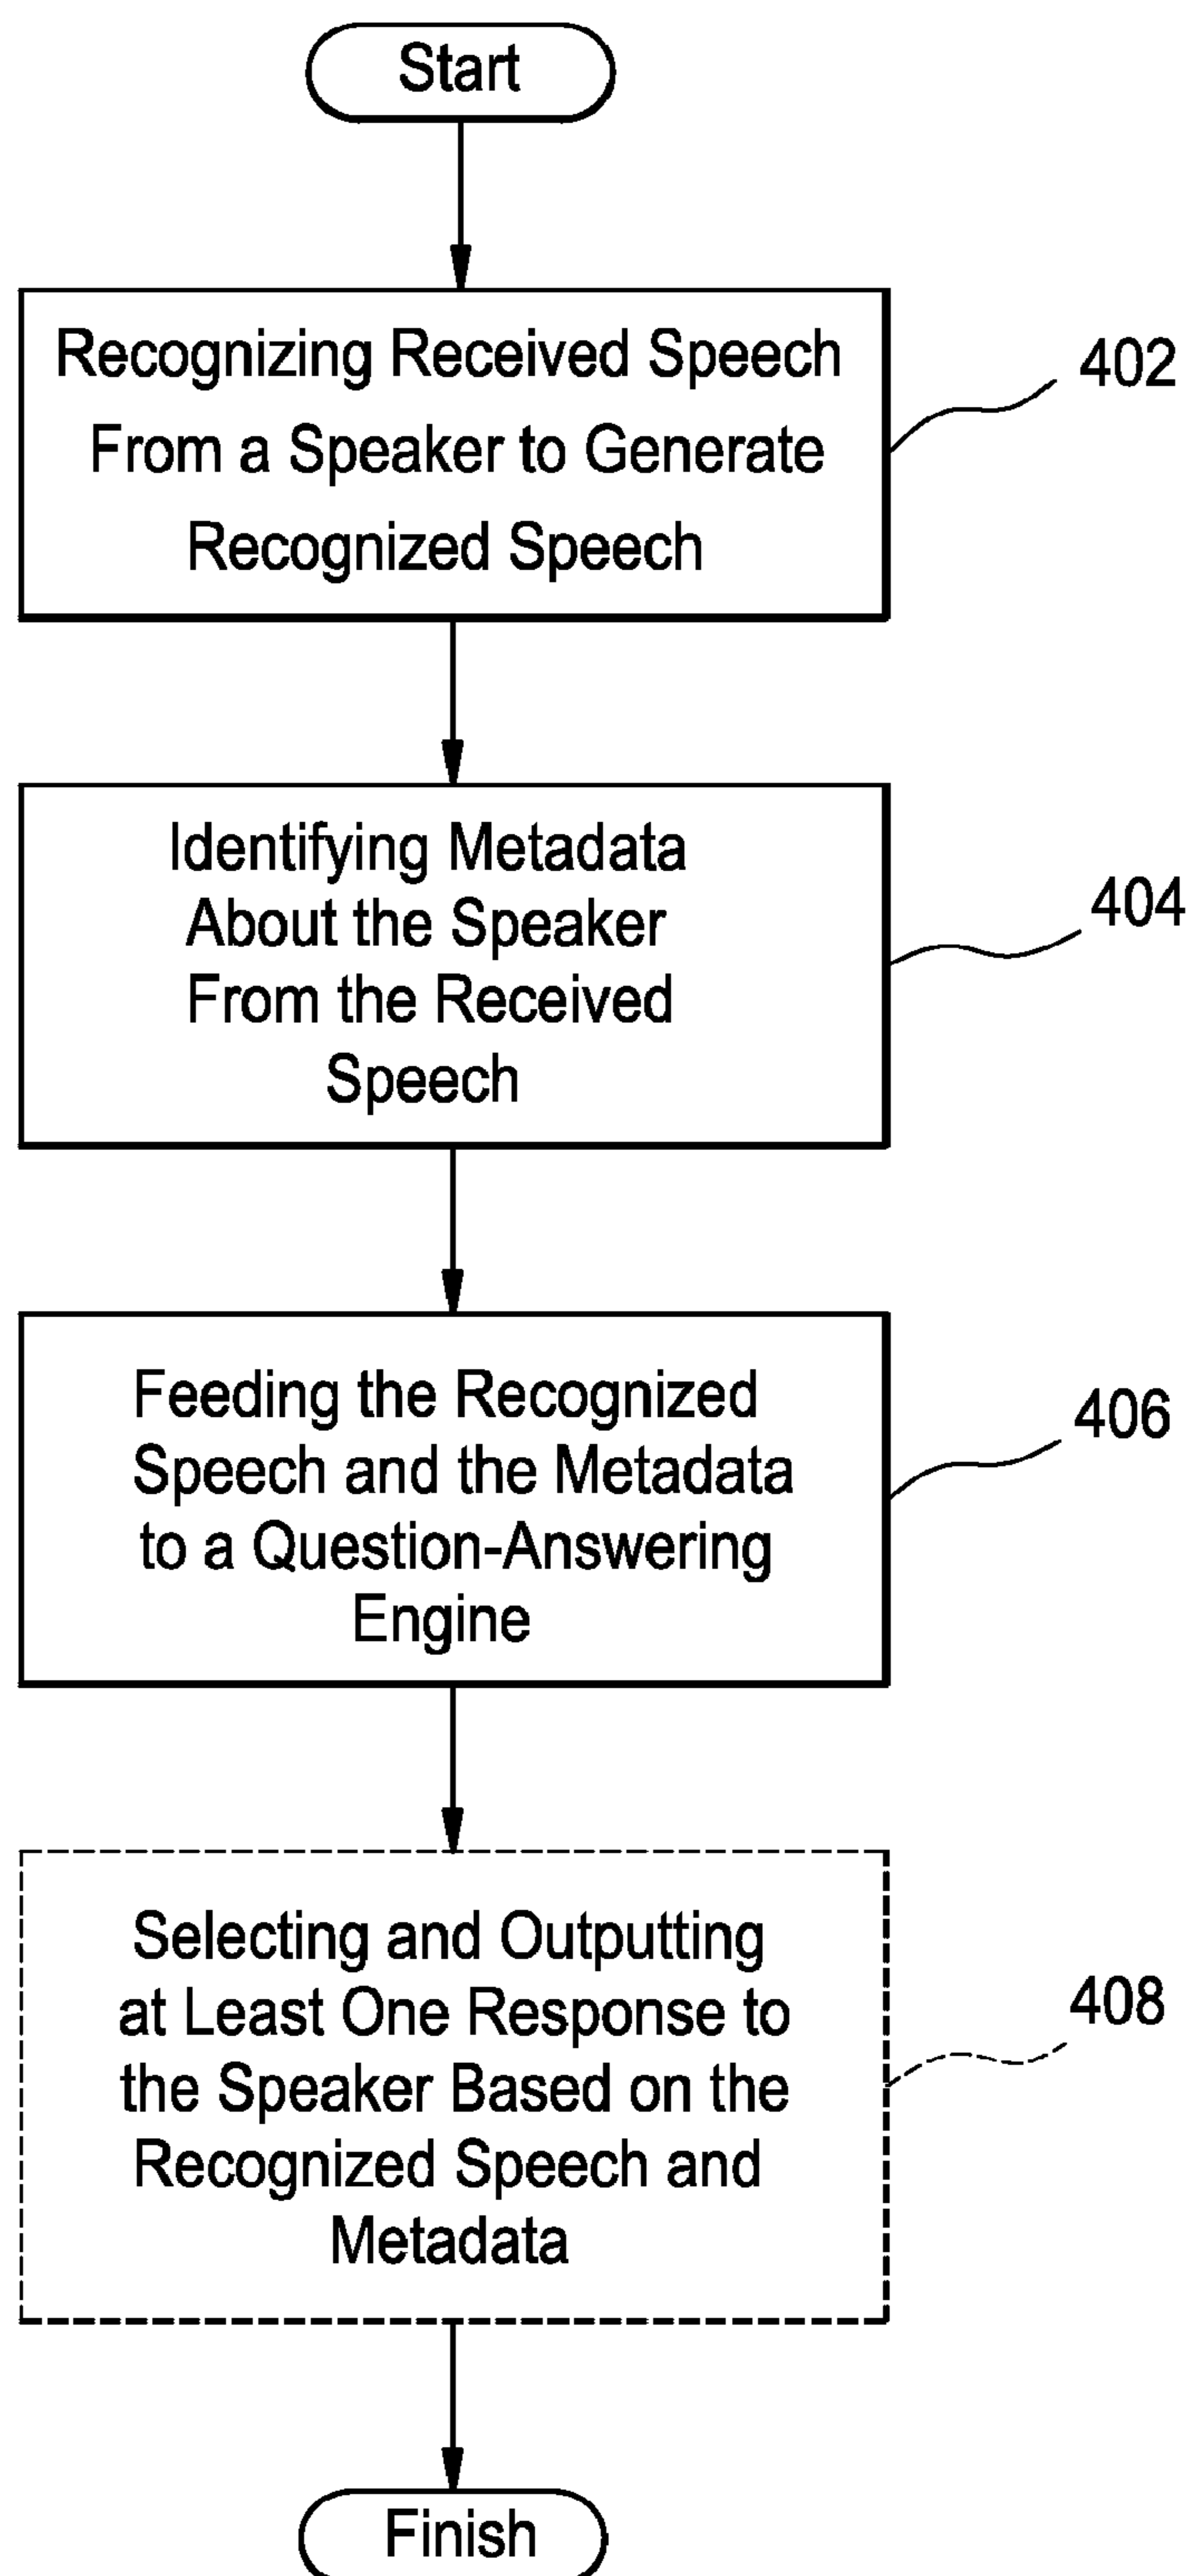 Start
Recognizing Received Speech
From a Speaker to Generate
Recognized Speech
402
Identifying Metadata
About the Speaker
From the Received
Speech
404
Feeding the Recognized
Speech and the Metadata
to a Question-Answering
Engine
406
Selecting and Outputting
at Least One Response to
the Speaker Based on the
Recognized Speech and
Metadata
408
Finish